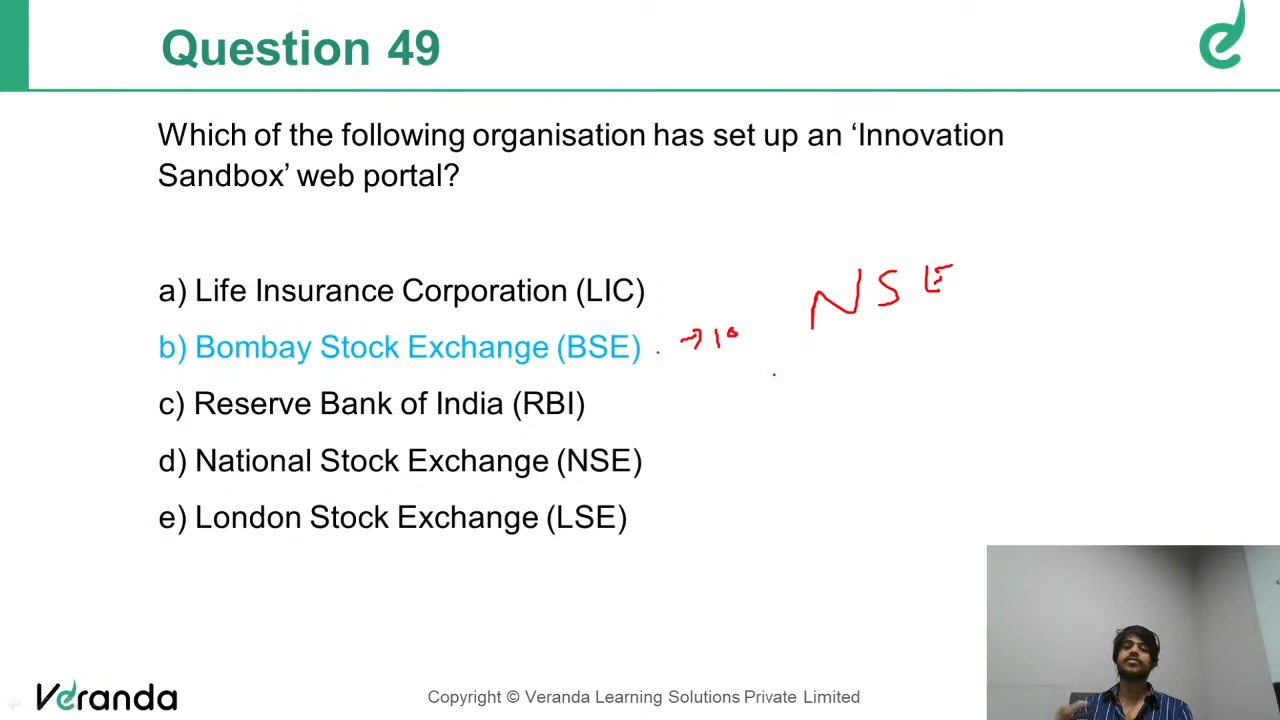 Question 49
Which of the following organisation has set up an ‘Innovation
Sandbox’ web portal?
a) Life Insurance Corporation (LIC)
NSE
b) Bombay Stock Exchange (BSE)
c) Reserve Bank of India (RBI)
d) National Stock Exchange (NSE)
e) London Stock Exchange (LSE)
Veranda
Copyright © Veranda Learning Solutions Private Limited